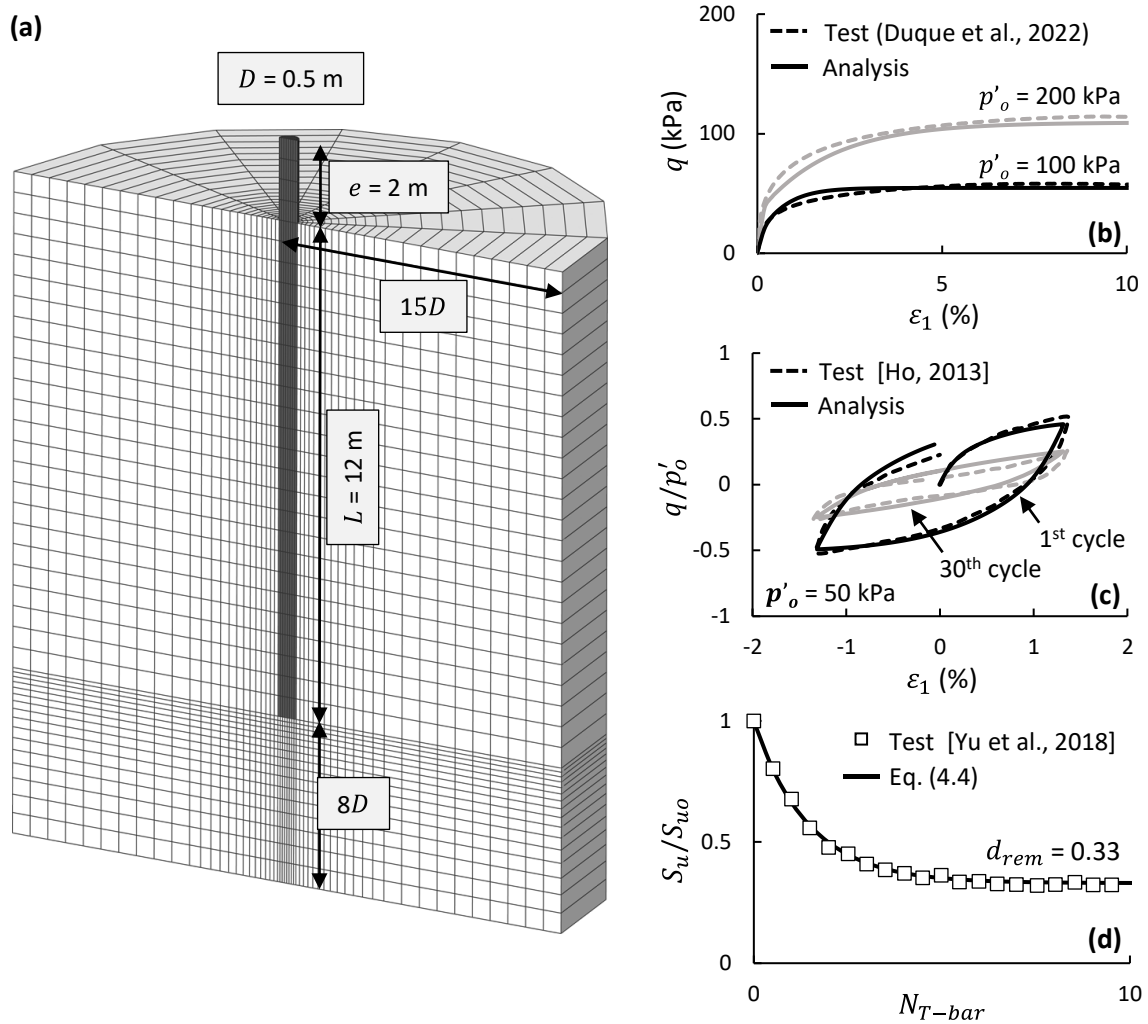 (a)
D = 0.5 m
e = 2 m
15D
L = 12 m
8D
200
100
0
q (kPa)
Test (Duque et al., 2022)
Analysis
p'o = 200 kPa
p'o = 100 kPa
(b)
0
5
10
ε1 (%)
1
0.5
0
-0.5
-1
q/p'o
Test [Ho, 2013]
Analysis
1st cycle
30th cycle
p'o = 50 kPa
(c)
-2
-1
0
1
2
ε1 (%)
1
0.5
0
Su/Suo
Test [Yu et al., 2018]
Eq. (4.4)
drem = 0.33
(d)
0
10
NT−bar